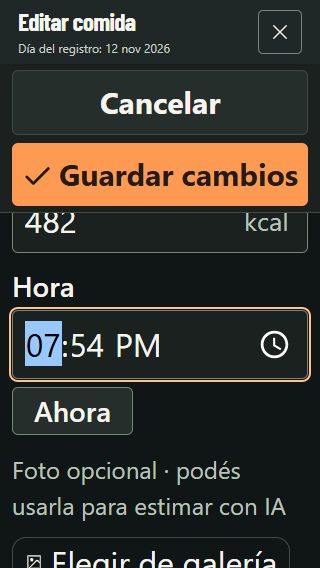 Editar comida
Día del registro: 12 nov 2026
Cancelar
Guardar cambios
482 kcal
Hora
07:54 PM
Ahora
Foto opcional · podés
usarla para estimar con IA
Elegir de galería